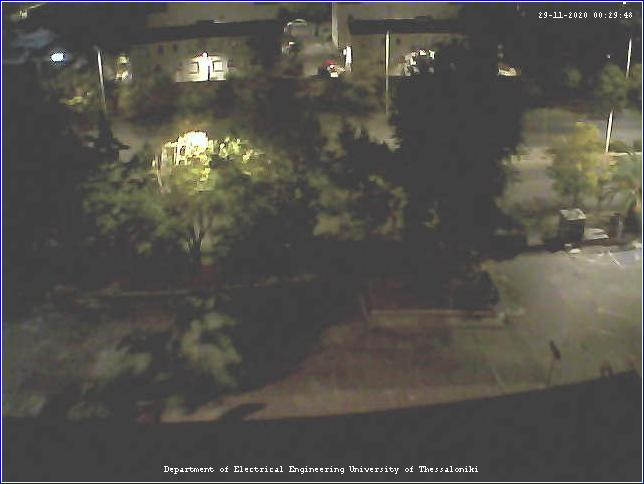 29-11-2020 00:29:48
Department of Electrical Engineering University of Thessaloniki